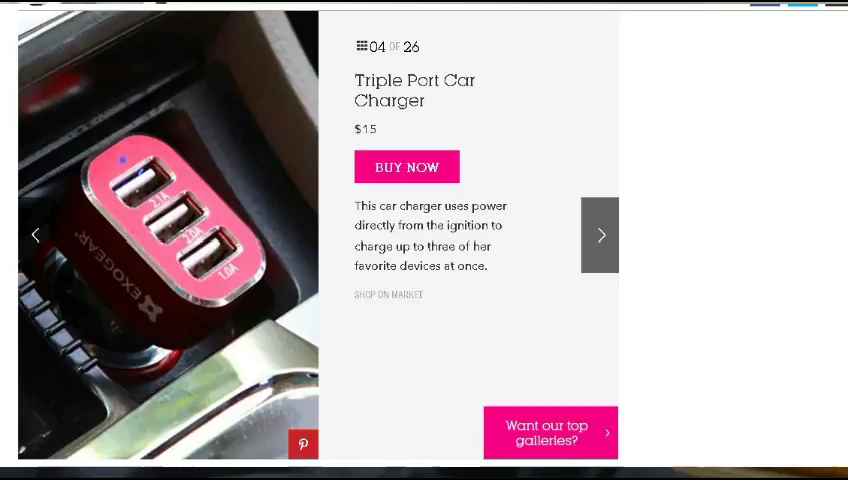 04 OF 26
Triple Port Car
Charger
$15
BUY NOW
This car charger uses power
directly from the ignition to
charge up to three of her
favorite devices at once.
SHOP ON MARKET
Want our top
galleries?
2.1A
2.0A
1.0A
EXOGEAR